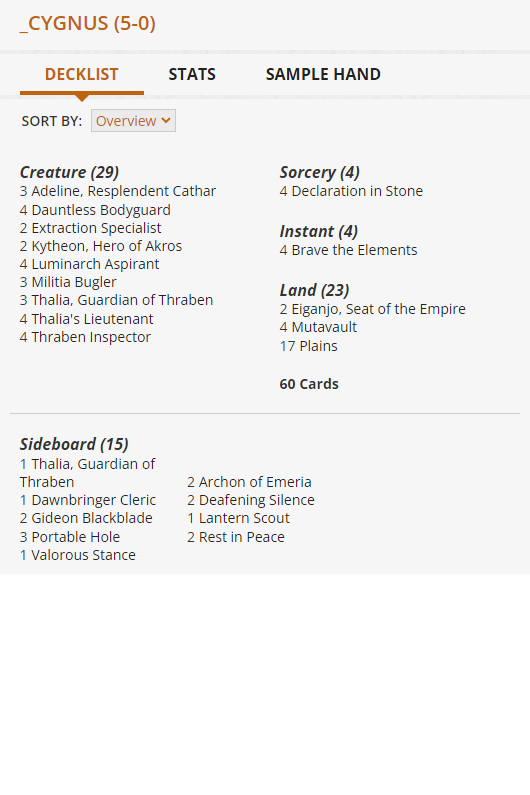 _CYGNUS (5-0)
DECKLIST
STATS
SAMPLE HAND
SORT BY: Overview
Creature (29)
3 Adeline, Resplendent Cathar
4 Dauntless Bodyguard
2 Extraction Specialist
2 Kytheon, Hero of Akros
4 Luminarch Aspirant
3 Militia Bugler
3 Thalia, Guardian of Thraben
4 Thalia's Lieutenant
4 Thraben Inspector
Sorcery (4)
4 Declaration in Stone
Instant (4)
4 Brave the Elements
Land (23)
2 Eiganjo, Seat of the Empire
4 Mutavault
17 Plains
60 Cards
Sideboard (15)
1 Thalia, Guardian of
Thraben
1 Dawnbringer Cleric
2 Gideon Blackblade
3 Portable Hole
1 Valorous Stance
2 Archon of Emeria
2 Deafening Silence
1 Lantern Scout
2 Rest in Peace